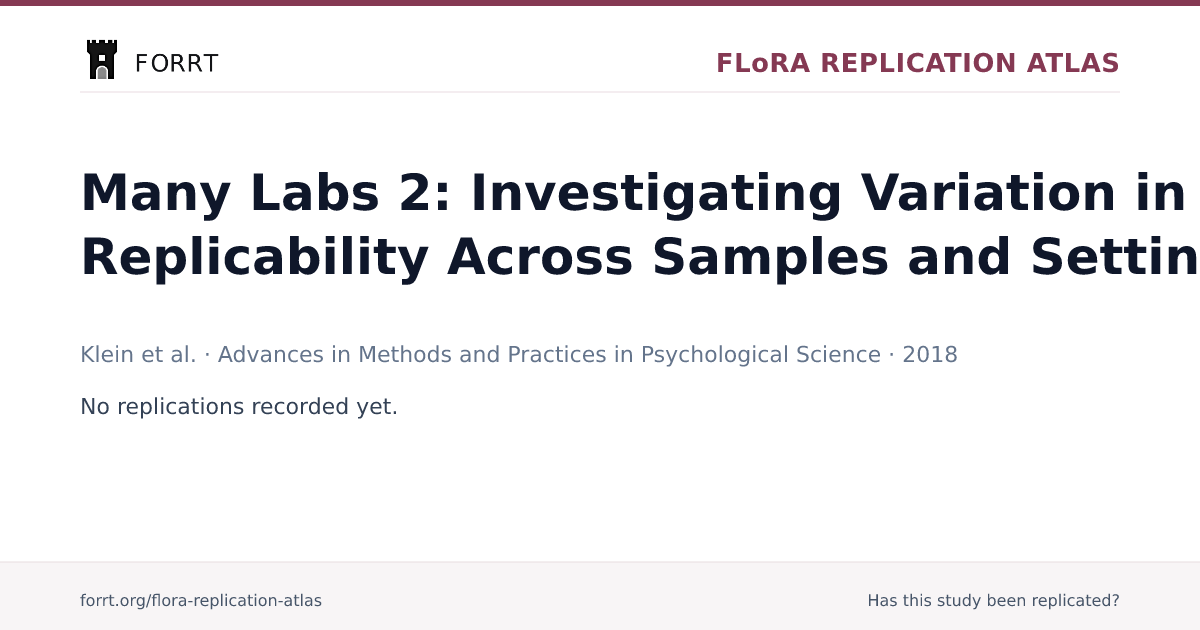 FORRT
FLoRA REPLICATION ATLAS
Many Labs 2: Investigating Variation in
Replicability Across Samples and Settin
Klein et al. · Advances in Methods and Practices in Psychological Science · 2018
No replications recorded yet.
forrt.org/flora-replication-atlas
Has this study been replicated?